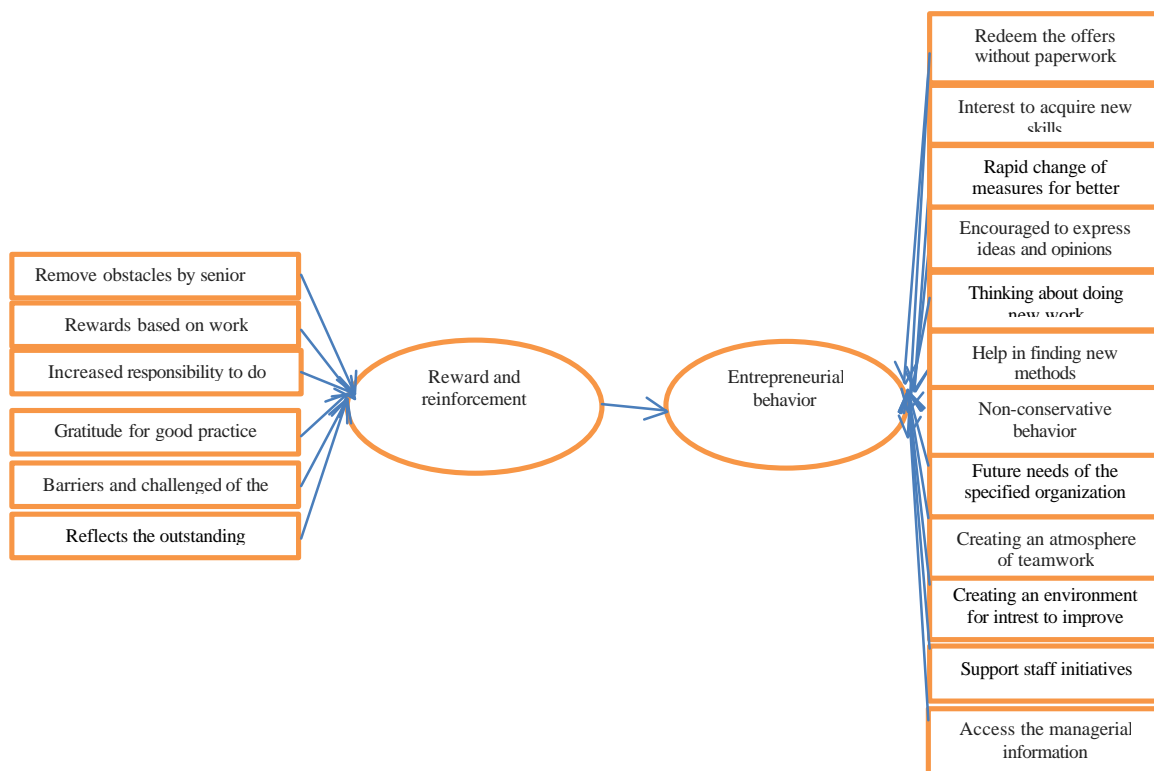 Remove obstacles by senior
Rewards based on work
Increased responsibility to do
Gratitude for good practice
Barriers and challenged of the
Reflects the outstanding
Reward and
reinforcement
Entrepreneurial
behavior
Redeem the offers
without paperwork
Interest to acquire new
skills
Rapid change of
measures for better
Encouraged to express
ideas and opinions
Thinking about doing
new work
Help in finding new
methods
Non-conservative
behavior
Future needs of the
specified organization
Creating an atmosphere
of teamwork
Creating an environment
for intrest to improve
Support staff initiatives
Access the managerial
information